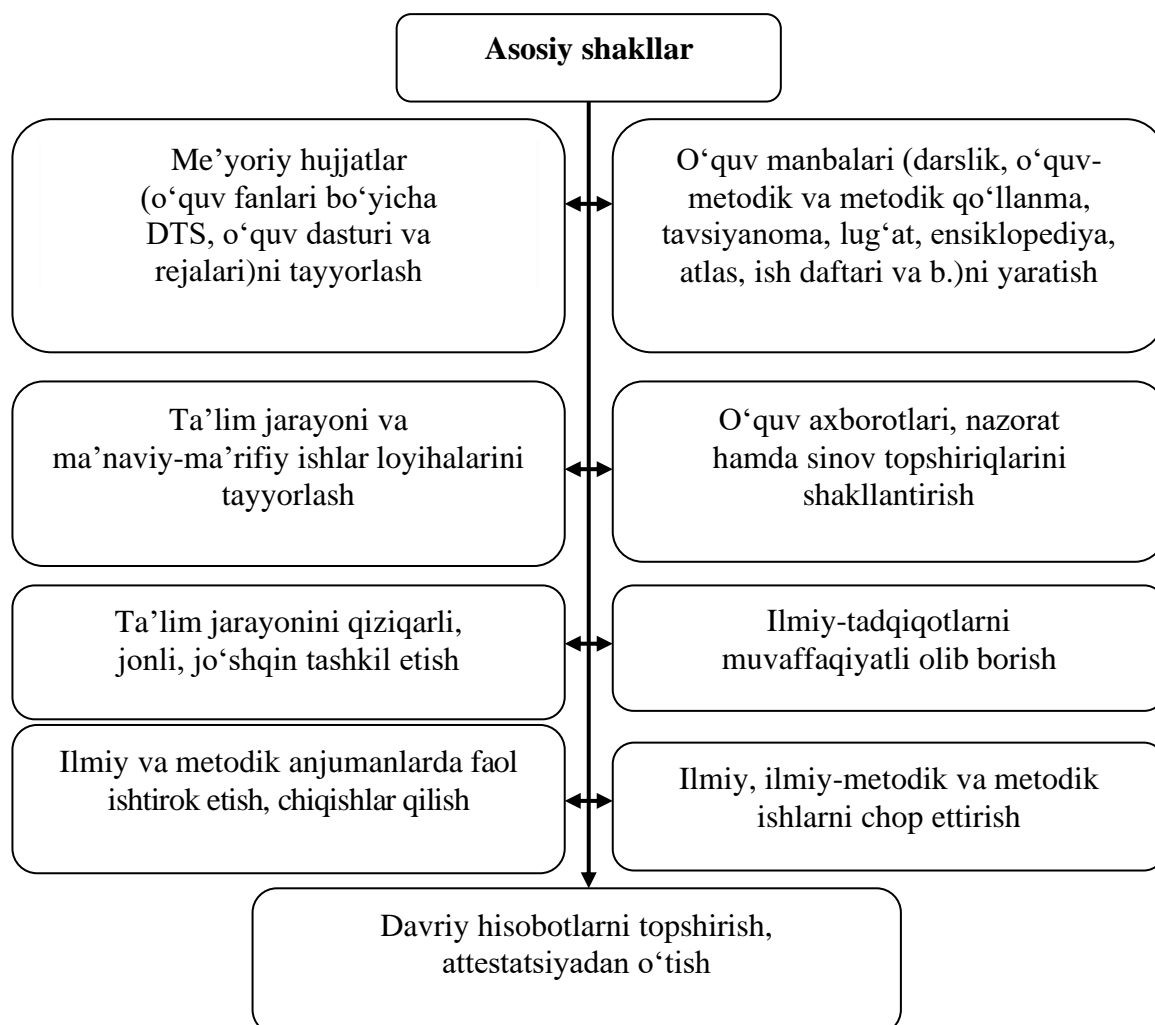 Asosiy shakllar
Me’yoriy hujjatlar
(o‘quv fanlari bo‘yicha
DTS, o‘quv dasturi va
rejalari)ni tayyorlash
O‘quv manbalari (darslik, o‘quv-
metodik va metodik qo‘llanma,
tavsiyanoma, lug‘at, ensiklopediya,
atlas, ish daftari va b.)ni yaratish
Ta’lim jarayoni va
ma’naviy-ma’rifiy ishlar loyihalarini
tayyorlash
O‘quv axborotlari, nazorat
hamda sinov topshiriqlarini
shakllantirish
Ta’lim jarayonini qiziqarli,
jonli, jo‘shqin tashkil etish
Ilmiy-tadqiqotlarni
muvaffaqiyatli olib borish
Ilmiy va metodik anjumanlarda faol
ishtirok etish, chiqishlar qilish
Ilmiy, ilmiy-metodik va metodik
ishlarni chop ettirish
Davriy hisobotlarni topshirish,
attestatsiyadan o‘tish